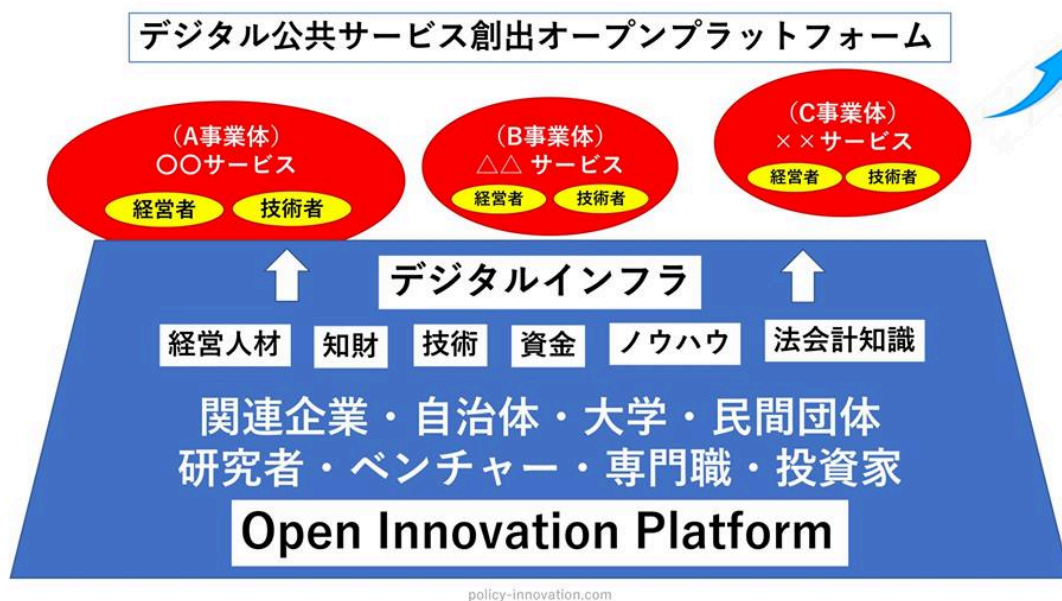 デジタル公共サービス創出オープンプラットフォーム
（A事業体）
〇〇サービス
経営者
技術者
（B事業体）
△△ サービス
経営者
技術者
（C事業体）
××サービス
経営者
技術者
デジタルインフラ
経営人材
知財
技術
資金
ノウハウ
法会計知識
関連企業・自治体・大学・民間団体
研究者・ベンチャー・専門職・投資家
Open Innovation Platform
policy-innovation.com